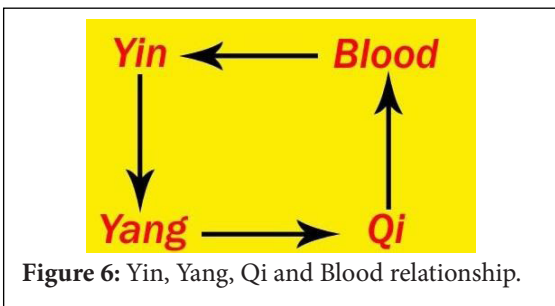 Yin Blood
Yang Qi
Figure 6: Yin, Yang, Qi and Blood relationship.